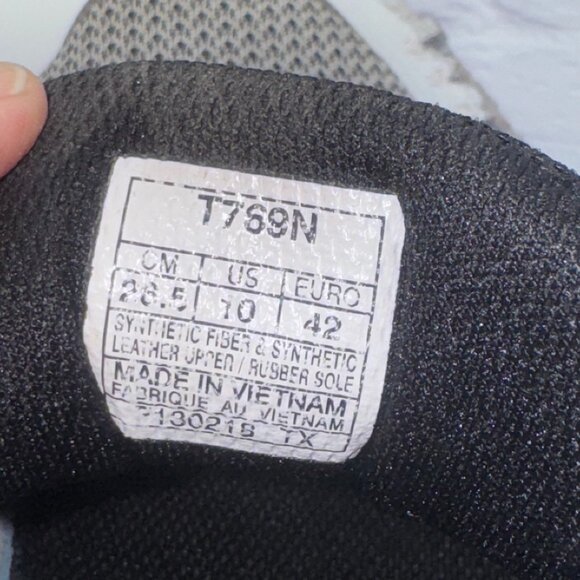 T769N
CM US EURO
26.5 10 42
SYNTHETIC FIBER & SYNTHETIC
LEATHER UPPER / RUBBER SOLE
MADE IN VIETNAM
FABRIQUE AU VIETNAM
TX